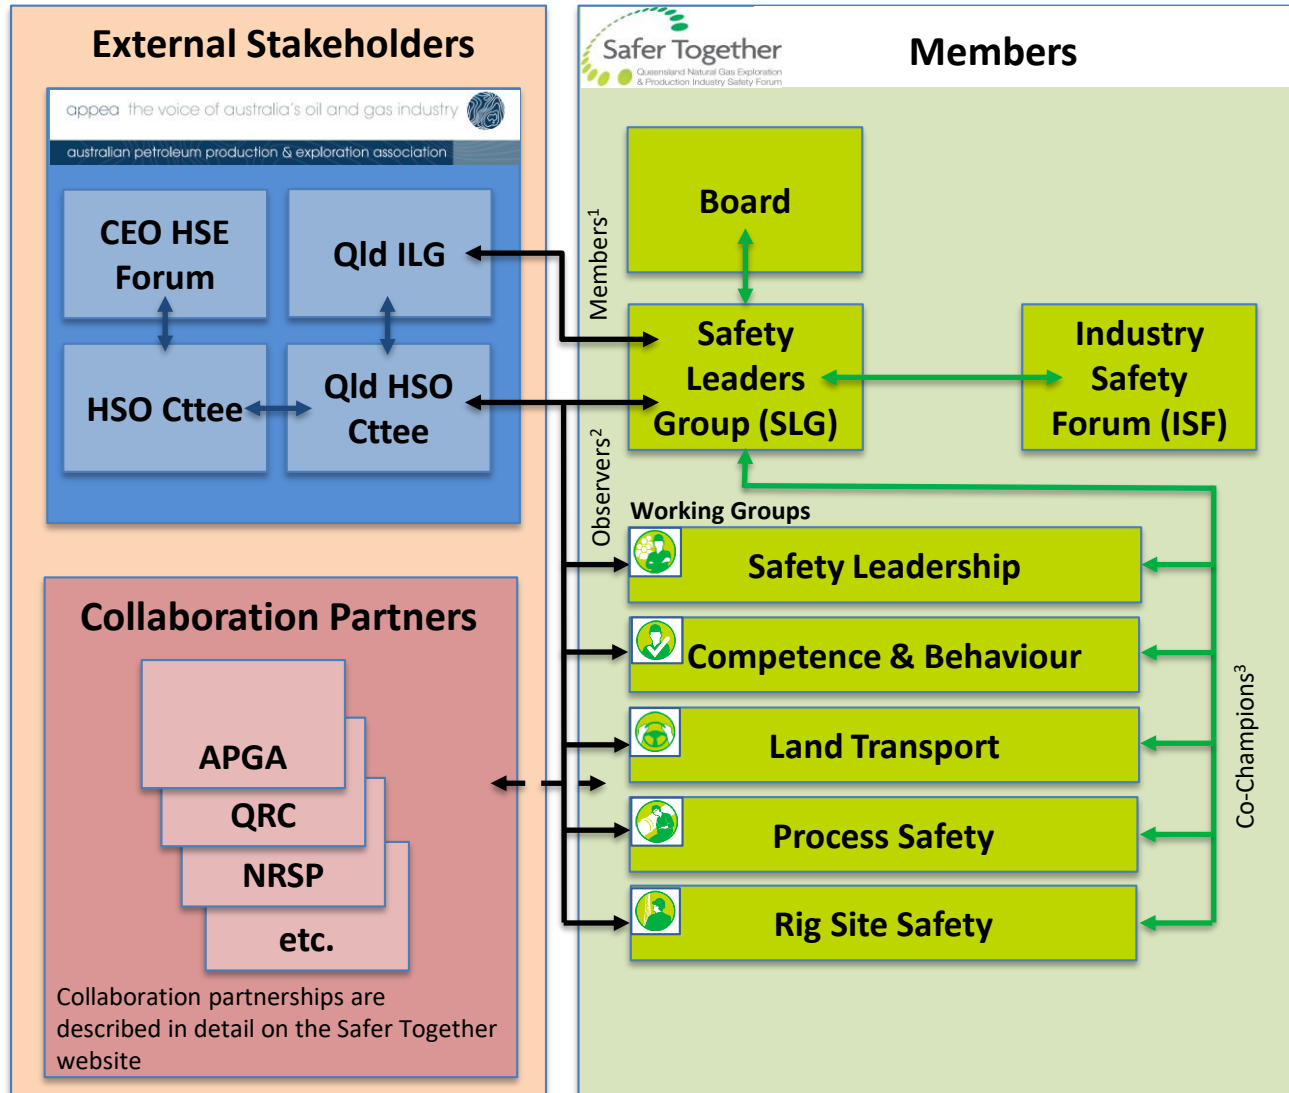 External Stakeholders
appea the voice of australia's oil and gas industry
australian petroleum production & exploration association
CEO HSE
Forum
Qld ILG
HSO Cttee
Qld HSO
Cttee
Collaboration Partners
APGA
QRC
NRSP
etc.
Collaboration partnerships are
described in detail on the Safer Together
website
Safer Together
Queensland Natural Gas Exploration
& Production Industry Safety Forum
Members
Members¹
Board
Safety
Leaders
Group (SLG)
Industry
Safety
Forum (ISF)
Observers²
Working Groups
Safety Leadership
Competence & Behaviour
Land Transport
Process Safety
Rig Site Safety
Co-Champions³